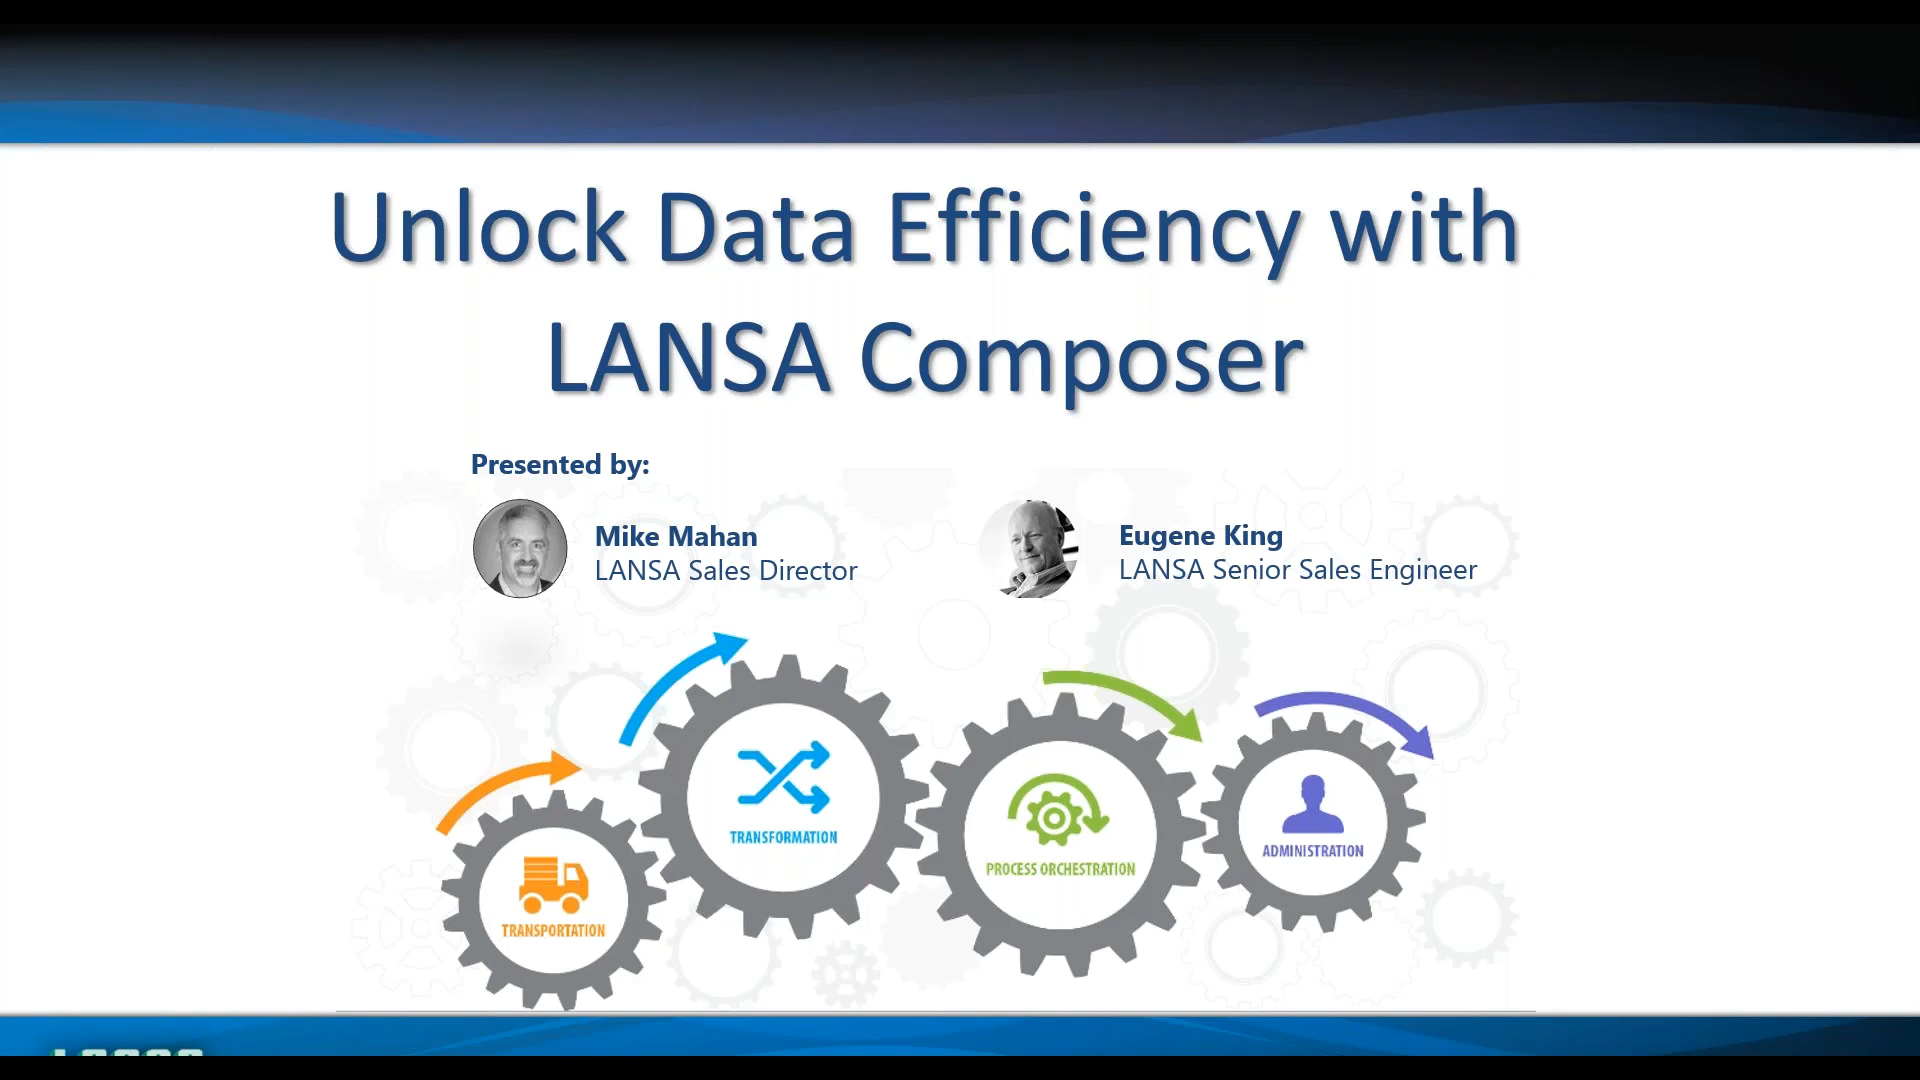 Unlock Data Efficiency with
LANSA Composer
Presented by:
Mike Mahan
LANSA Sales Director
Eugene King
LANSA Senior Sales Engineer
TRANSPORTATION
TRANSFORMATION
PROCESS ORCHESTRATION
ADMINISTRATION